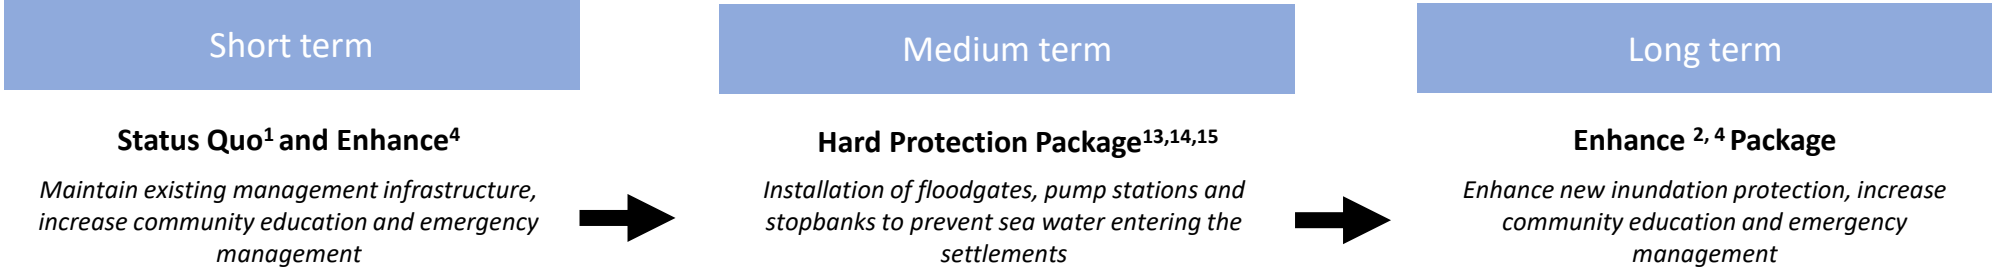 Short term
Status Quo¹ and Enhance⁴
Maintain existing management infrastructure,
increase community education and emergency
management
Medium term
Hard Protection Package¹³,¹⁴,¹⁵
Installation of floodgates, pump stations and
stopbanks to prevent sea water entering the
settlements
Long term
Enhance ², ⁴ Package
Enhance new inundation protection, increase
community education and emergency
management